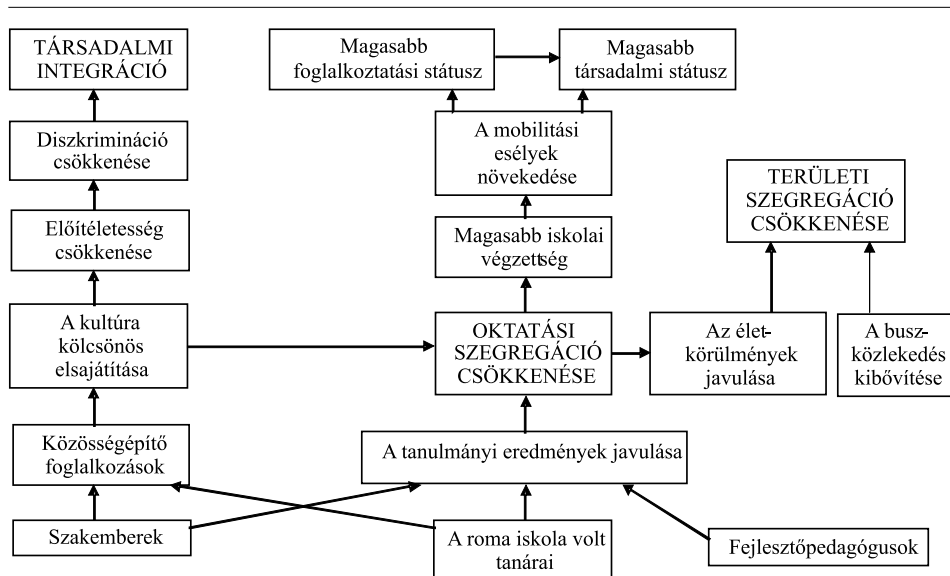 TÁRSADALMI
INTEGRÁCIÓ
Magasabb
foglalkoztatási státusz
Magasabb
társadalmi státusz
Diszkrimináció
csökkenése
A mobilitási
esélyek
növekedése
TERÜLETI
SZEGREGÁCIÓ
CSÖKKENÉSE
Előítéletesség
csökkenése
Magasabb iskolai
végzettség
A kultúra
kölcsönös
elsajátítása
OKTATÁSI
SZEGREGÁCIÓ
CSÖKKENÉSE
Az élet-
körülmények
javulása
A busz-
közlekedés
kibővítése
Közösségépítő
foglalkozások
A tanulmányi eredmények javulása
Szakemberek
A roma iskola volt
tanárai
Fejlesztőpedagógusok